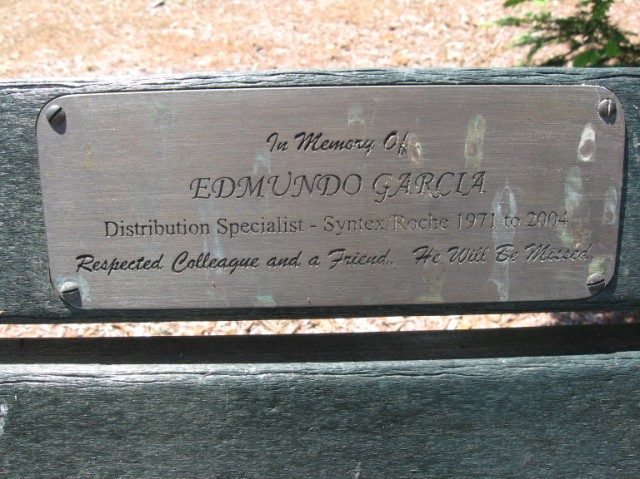 In Memory Of
EDMUNDO GARCIA
Distribution Specialist - Syntex/Roche 1971 to 2004
Respected Colleague and a Friend.. He Will Be Missed.